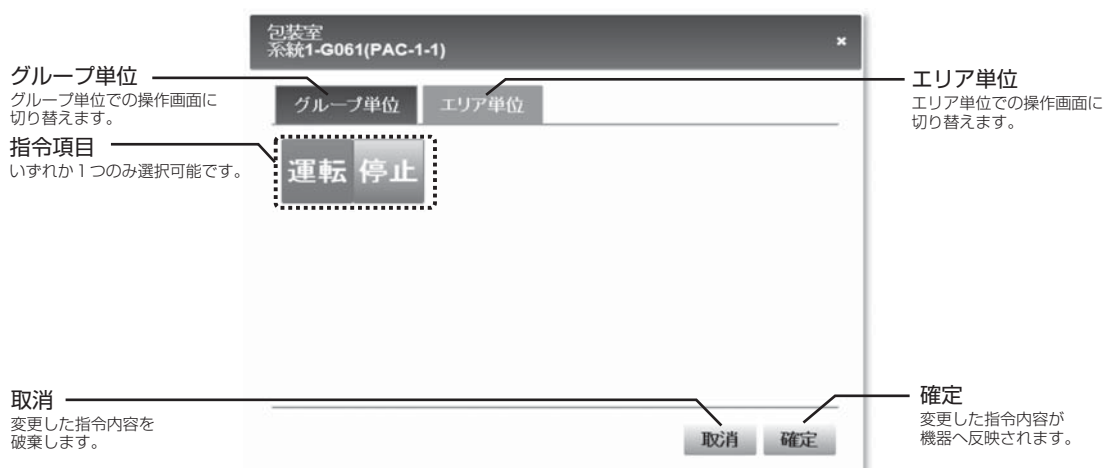 包装室
系統1-G061(PAC-1-1)
×
グループ単位
グループ単位での操作画面に
切り替えます。
エリア単位
エリア単位での操作画面に
切り替えます。
グループ単位
エリア単位
指令項目
いずれか1つのみ選択可能です。
運転 停止
取消
変更した指令内容を
破棄します。
確定
変更した指令内容が
機器へ反映されます。
取消
確定